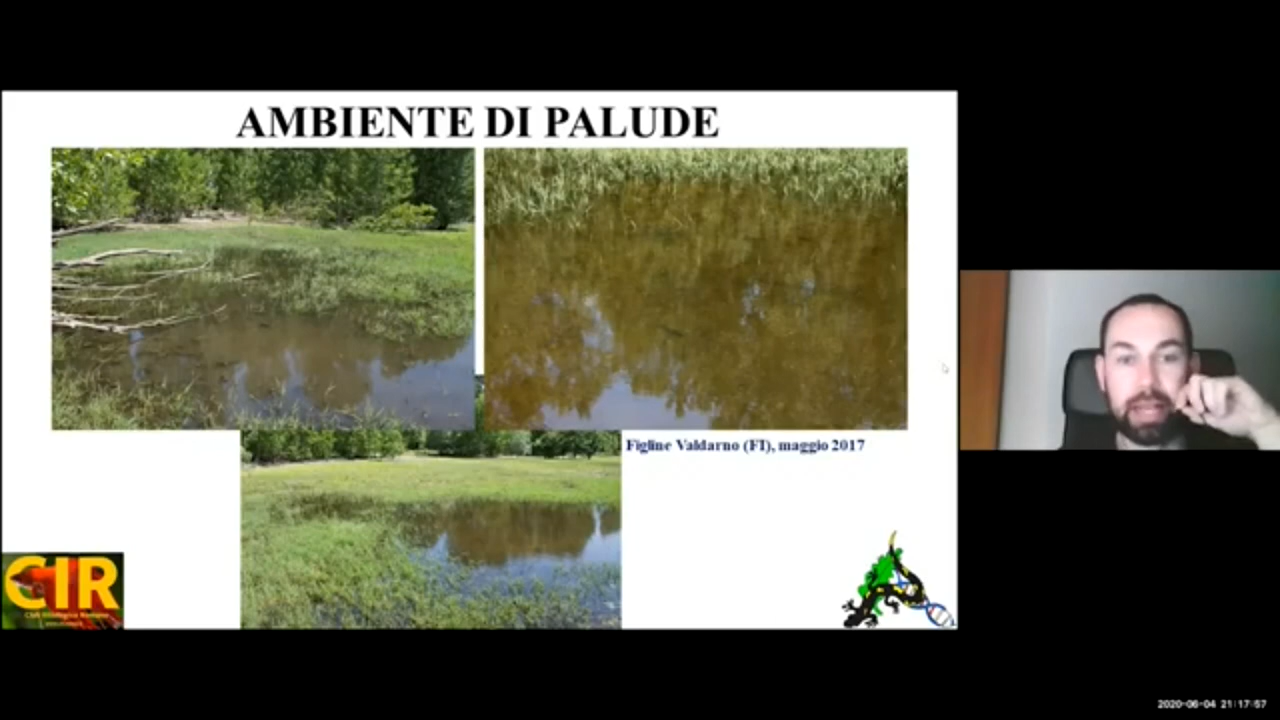 AMBIENTE DI PALUDE
Figline Valdarno (FI), maggio 2017
CIR
2020-06-04 21:17:57